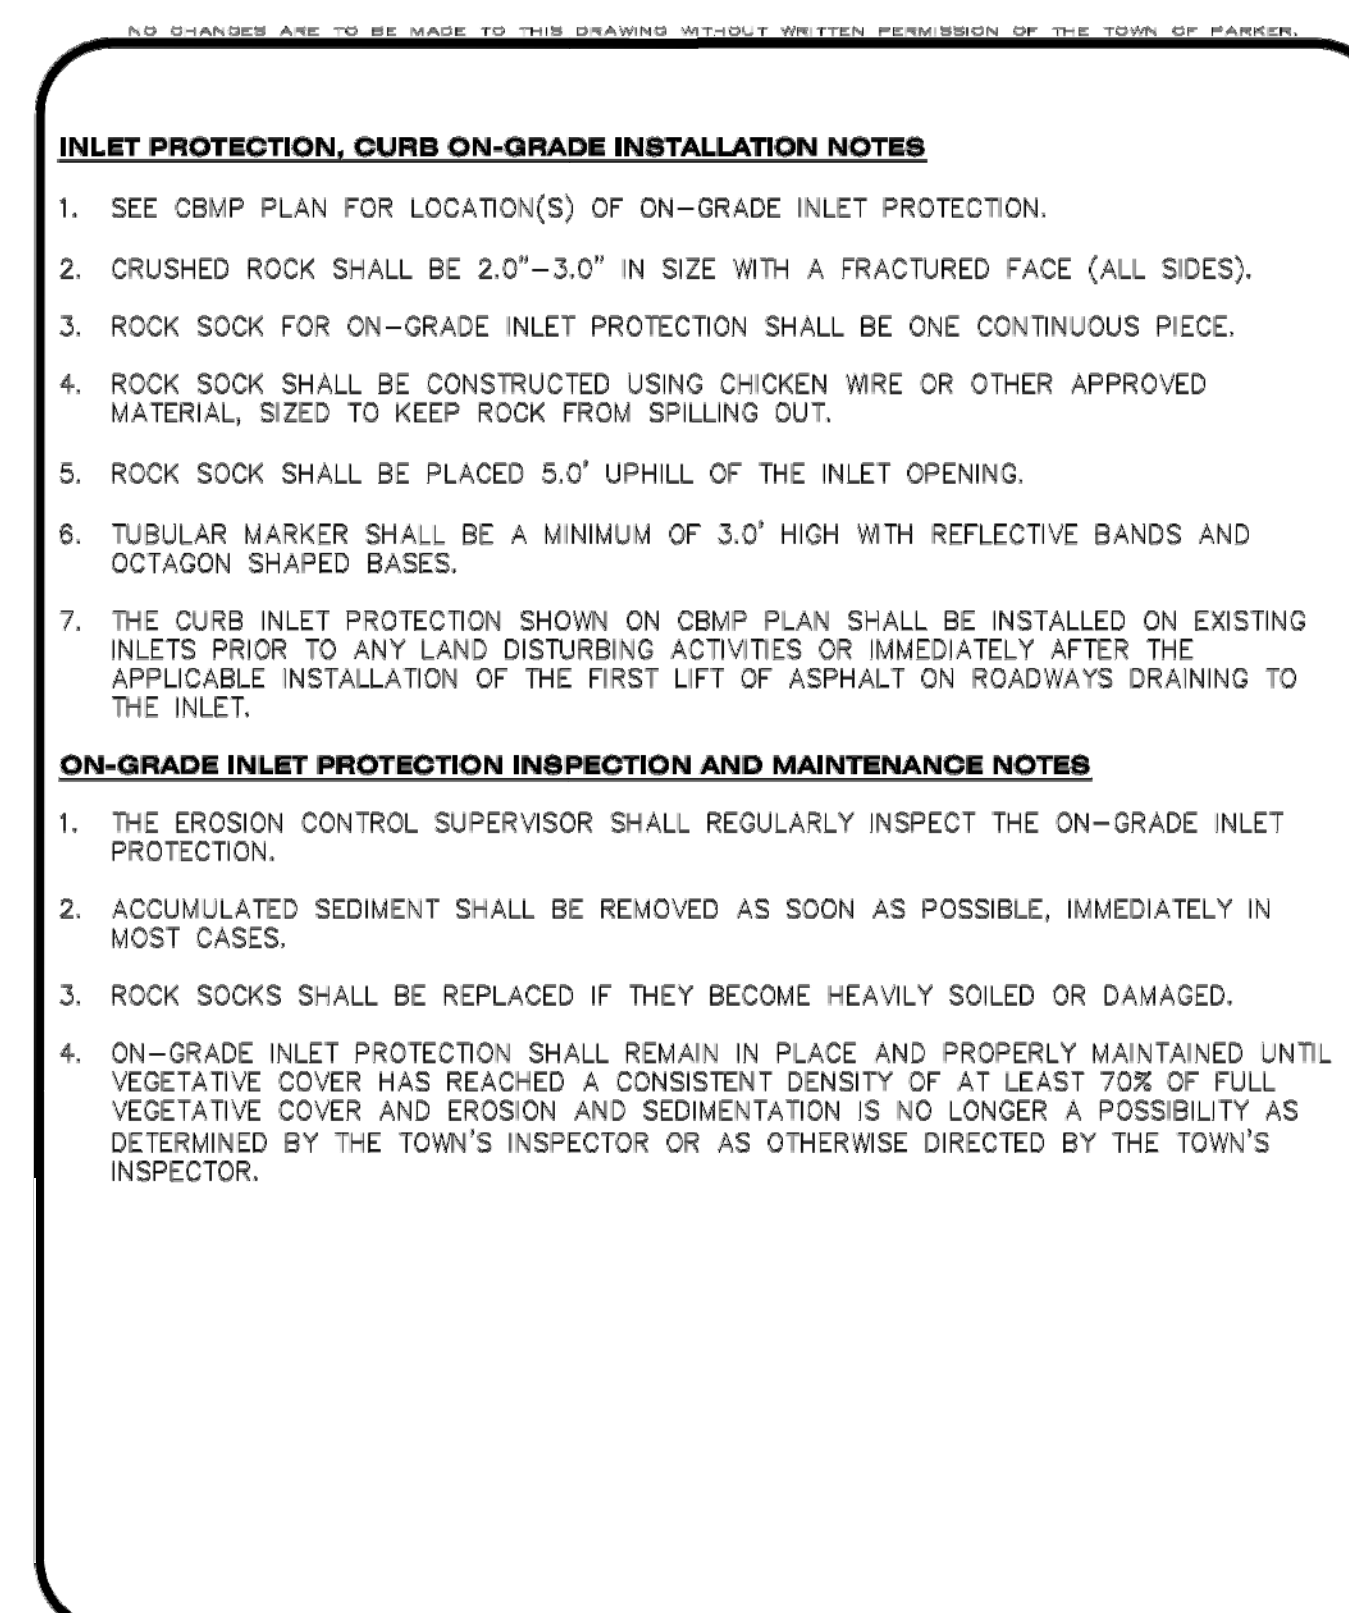 NO CHANGES ARE TO BE MADE TO THIS DRAWING WITHOUT WRITTEN PERMISSION OF THE TOWN OF PARKER.
INLET PROTECTION, CURB ON-GRADE INSTALLATION NOTES
1. SEE CBMP PLAN FOR LOCATION(S) OF ON-GRADE INLET PROTECTION.
2. CRUSHED ROCK SHALL BE 2.0"-3.0" IN SIZE WITH A FRACTURED FACE (ALL SIDES).
3. ROCK SOCK FOR ON-GRADE INLET PROTECTION SHALL BE ONE CONTINUOUS PIECE.
4. ROCK SOCK SHALL BE CONSTRUCTED USING CHICKEN WIRE OR OTHER APPROVED
MATERIAL, SIZED TO KEEP ROCK FROM SPILLING OUT.
5. ROCK SOCK SHALL BE PLACED 5.0' UPHILL OF THE INLET OPENING.
6. TUBULAR MARKER SHALL BE A MINIMUM OF 3.0' HIGH WITH REFLECTIVE BANDS AND
OCTAGON SHAPED BASES.
7. THE CURB INLET PROTECTION SHOWN ON CBMP PLAN SHALL BE INSTALLED ON EXISTING
INLETS PRIOR TO ANY LAND DISTURBING ACTIVITIES OR IMMEDIATELY AFTER THE
APPLICABLE INSTALLATION OF THE FIRST LIFT OF ASPHALT ON ROADWAYS DRAINING TO
THE INLET.
ON-GRADE INLET PROTECTION INSPECTION AND MAINTENANCE NOTES
1. THE EROSION CONTROL SUPERVISOR SHALL REGULARLY INSPECT THE ON-GRADE INLET
PROTECTION.
2. ACCUMULATED SEDIMENT SHALL BE REMOVED AS SOON AS POSSIBLE, IMMEDIATELY IN
MOST CASES.
3. ROCK SOCKS SHALL BE REPLACED IF THEY BECOME HEAVILY SOILED OR DAMAGED.
4. ON-GRADE INLET PROTECTION SHALL REMAIN IN PLACE AND PROPERLY MAINTAINED UNTIL
VEGETATIVE COVER HAS REACHED A CONSISTENT DENSITY OF AT LEAST 70% OF FULL
VEGETATIVE COVER AND EROSION AND SEDIMENTATION IS NO LONGER A POSSIBILITY AS
DETERMINED BY THE TOWN'S INSPECTOR OR AS OTHERWISE DIRECTED BY THE TOWN'S
INSPECTOR.